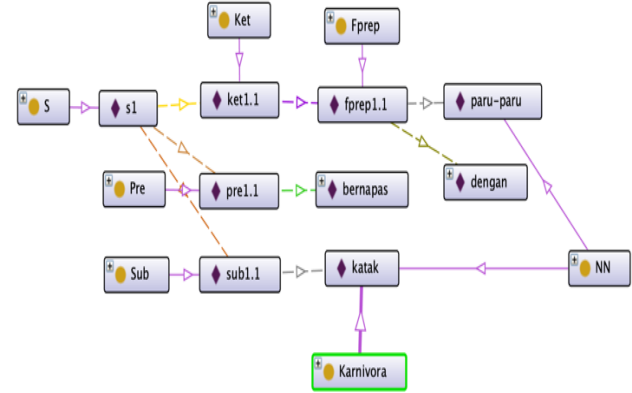 Ket
Fprep
S
s1
ket1.1
fprep1.1
paru-paru
Pre
pre1.1
bernapas
dengan
Sub
sub1.1
katak
NN
Karnivora